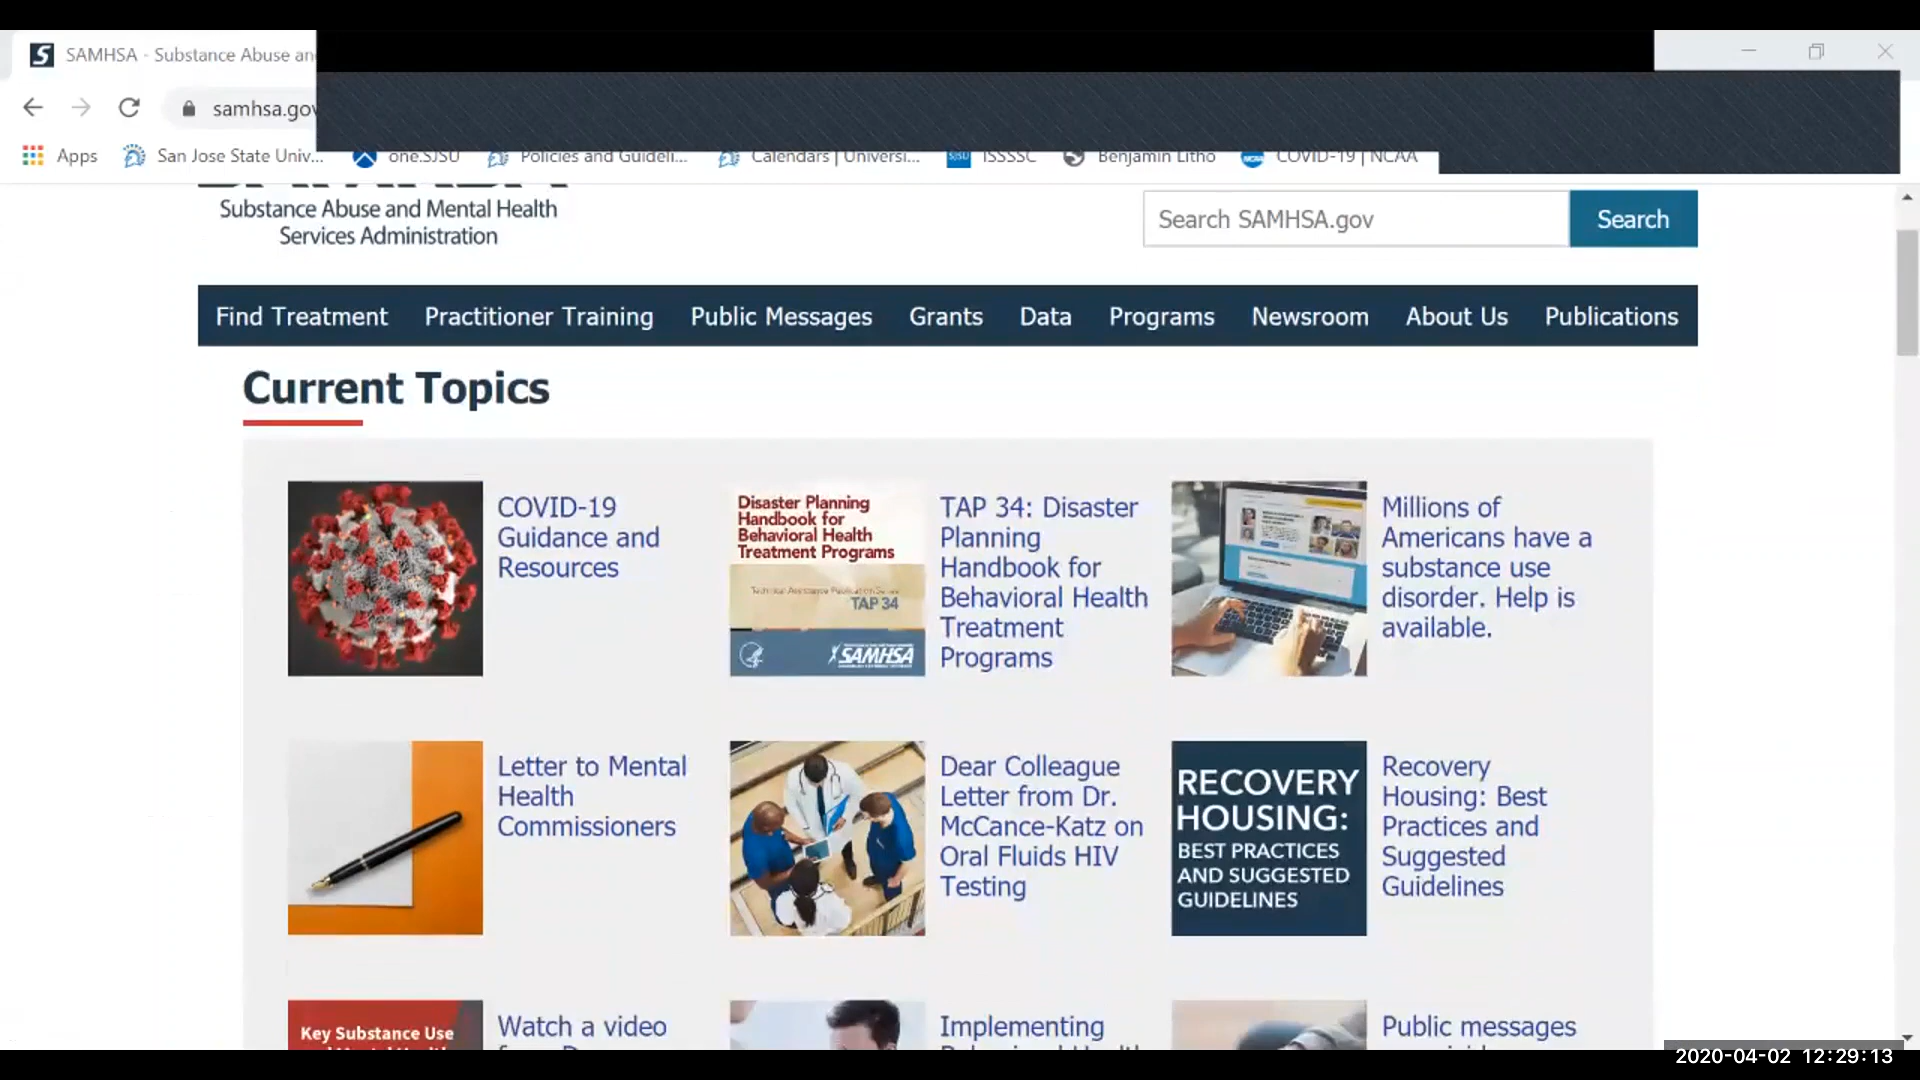 SAMHSA - Substance Abuse an
samhsa.gov
Apps
San Jose State Univ...
one.SJSU
Policies and Guideli...
Calendars | Universi...
SJSU
ISSSSC
Benjamin Litho
COVID-19 | NCAA
Substance Abuse and Mental Health
Services Administration
Search SAMHSA.gov
Search
Find Treatment
Practitioner Training
Public Messages
Grants
Data
Programs
Newsroom
About Us
Publications
Current Topics
COVID-19
Guidance and
Resources
Disaster Planning
Handbook for
Behavioral Health
Treatment Programs
Technical Assistance Publication Series
TAP 34
SAMHSA
TAP 34: Disaster
Planning
Handbook for
Behavioral Health
Treatment
Programs
Millions of
Americans have a
substance use
disorder. Help is
available.
Letter to Mental
Health
Commissioners
Dear Colleague
Letter from Dr.
McCance-Katz on
Oral Fluids HIV
Testing
RECOVERY
HOUSING:
BEST PRACTICES
AND SUGGESTED
GUIDELINES
Recovery
Housing: Best
Practices and
Suggested
Guidelines
Key Substance Use
Watch a video
Implementing
Public messages
2020-04-02 12:29:13